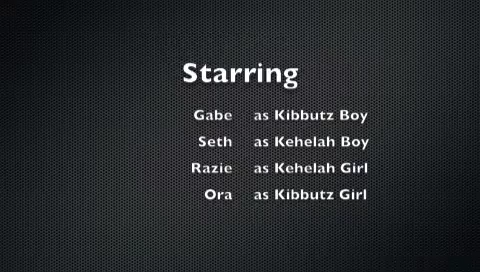 Starring
Gabe as Kibbutz Boy
Seth as Kehelah Boy
Razie as Kehelah Girl
Ora as Kibbutz Girl